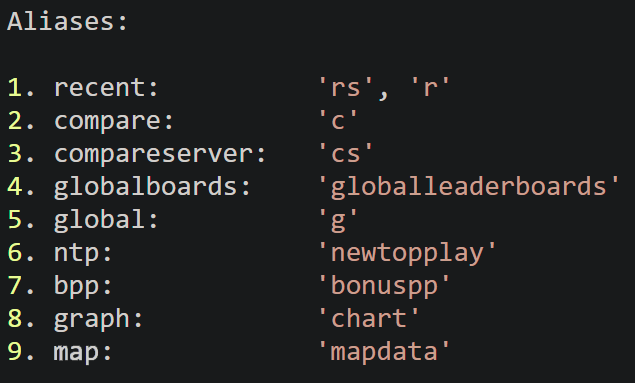 Aliases:
1. recent: 'rs', 'r'
2. compare: 'c'
3. compareserver: 'cs'
4. globalboards: 'globalleaderboards'
5. global: 'g'
6. ntp: 'newtopplay'
7. bpp: 'bonuspp'
8. graph: 'chart'
9. map: 'mapdata'